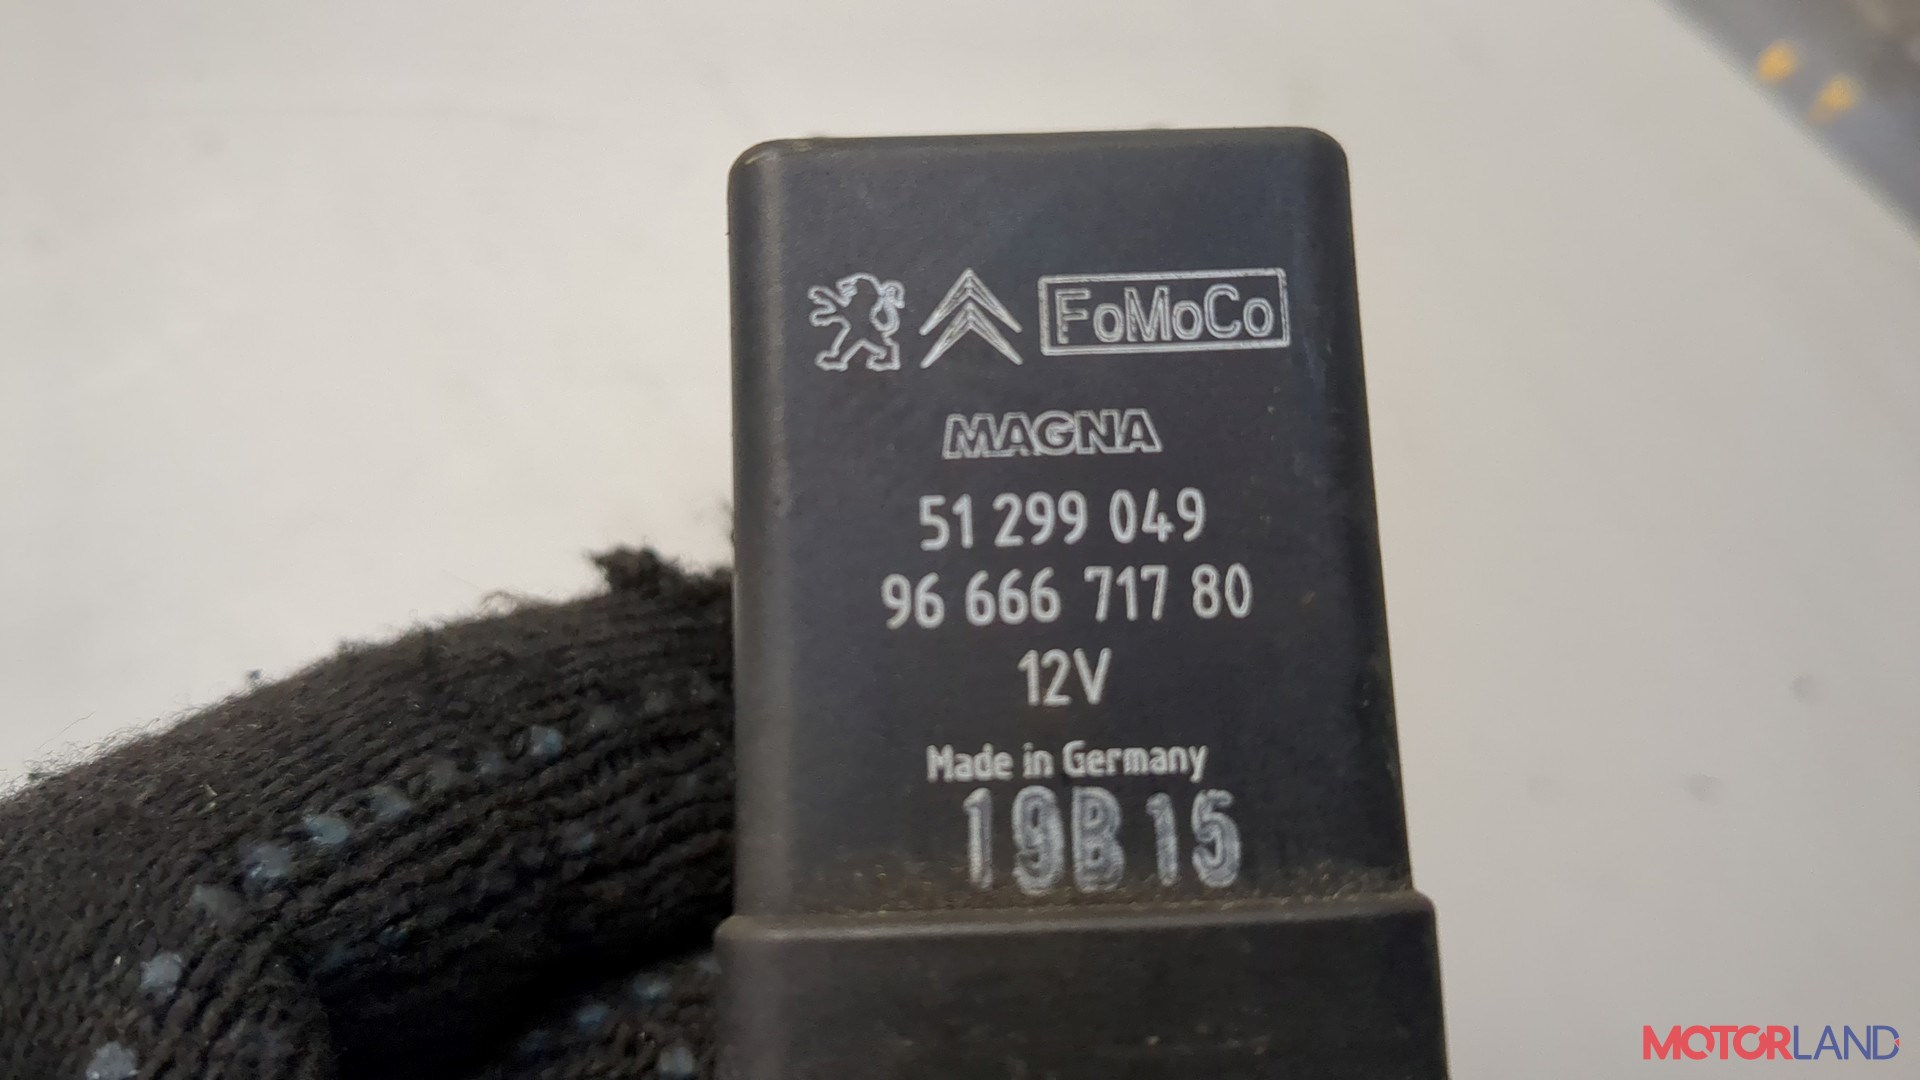 FoMoCo
MAGNA
51 299 049
96 666 717 80
12V
Made in Germany
19B15
MOTORLAND